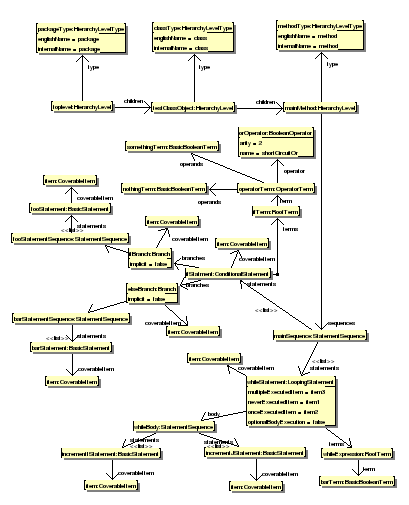 packageType:HierarchyLevelType
englishName = package
internalName = package
classType:HierarchyLevelType
englishName = class
internalName = class
methodType:HierarchyLevelType
englishName = method
internalName = method
type
type
type
toplevel:HierarchyLevel
children
testClassObject:HierarchyLevel
children
mainMethod:HierarchyLevel
orOperator:BooleanOperator
arity = 2
name = shortCircuitOr
somethingTerm:BasicBooleanTerm
operands
operator
item:CoverableItem
nothingTerm:BasicBooleanTerm
operatorTerm:OperatorTerm
coverableItem
operands
term
fooStatement:BasicStatement
ifTerm:RootTerm
statements
item:CoverableItem
terms
<<list>>
coverableItem
fooStatementSequence:StatementSequence
item:CoverableItem
ifBranch:Branch
implicit = false
branches
coverableItem
ifStatment:ConditionalStatement
elseBranch:Branch
implicit = false
branches
statements
<<list>>
barStatementSequence:StatementSequence
coverableItem
sequences
item:CoverableItem
mainSequence:StatementSequence
<<list>>
statements
barStatement:BasicStatement
item:CoverableItem
<<list>>
statements
coverableItem
coverableItem
item:CoverableItem
whileStatement:LoopingStatement
multipleExecutedItem = item3
neverExecutedItem = item1
onceExecutedItem = item2
optionalBodyExecution = false
body
whileBody:StatementSequence
statements
<<list>>
statements
<<list>>
terms
incrementIStatement:BasicStatement
incrementJStatement:BasicStatement
whileExpression:RootTerm
coverableItem
coverableItem
term
item:CoverableItem
item:CoverableItem
barTerm:BasicBooleanTerm